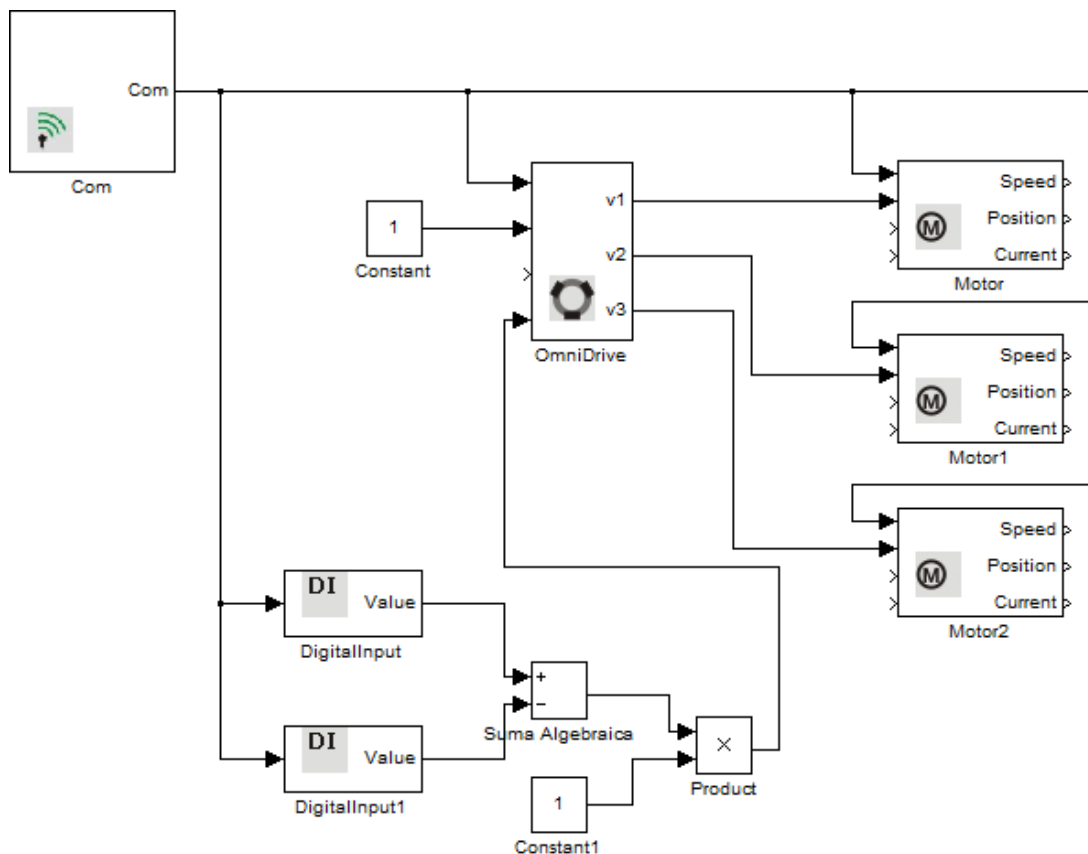 Com
Com
1
Constant
v1
v2
v3
OmniDrive
Speed
Position
Current
M
Motor
Speed
Position
Current
M
Motor1
Speed
Position
Current
M
Motor2
DI
Value
DigitalInput
DI
Value
DigitalInput1
+
−
Suma Algebraica
×
Product
1
Constant1